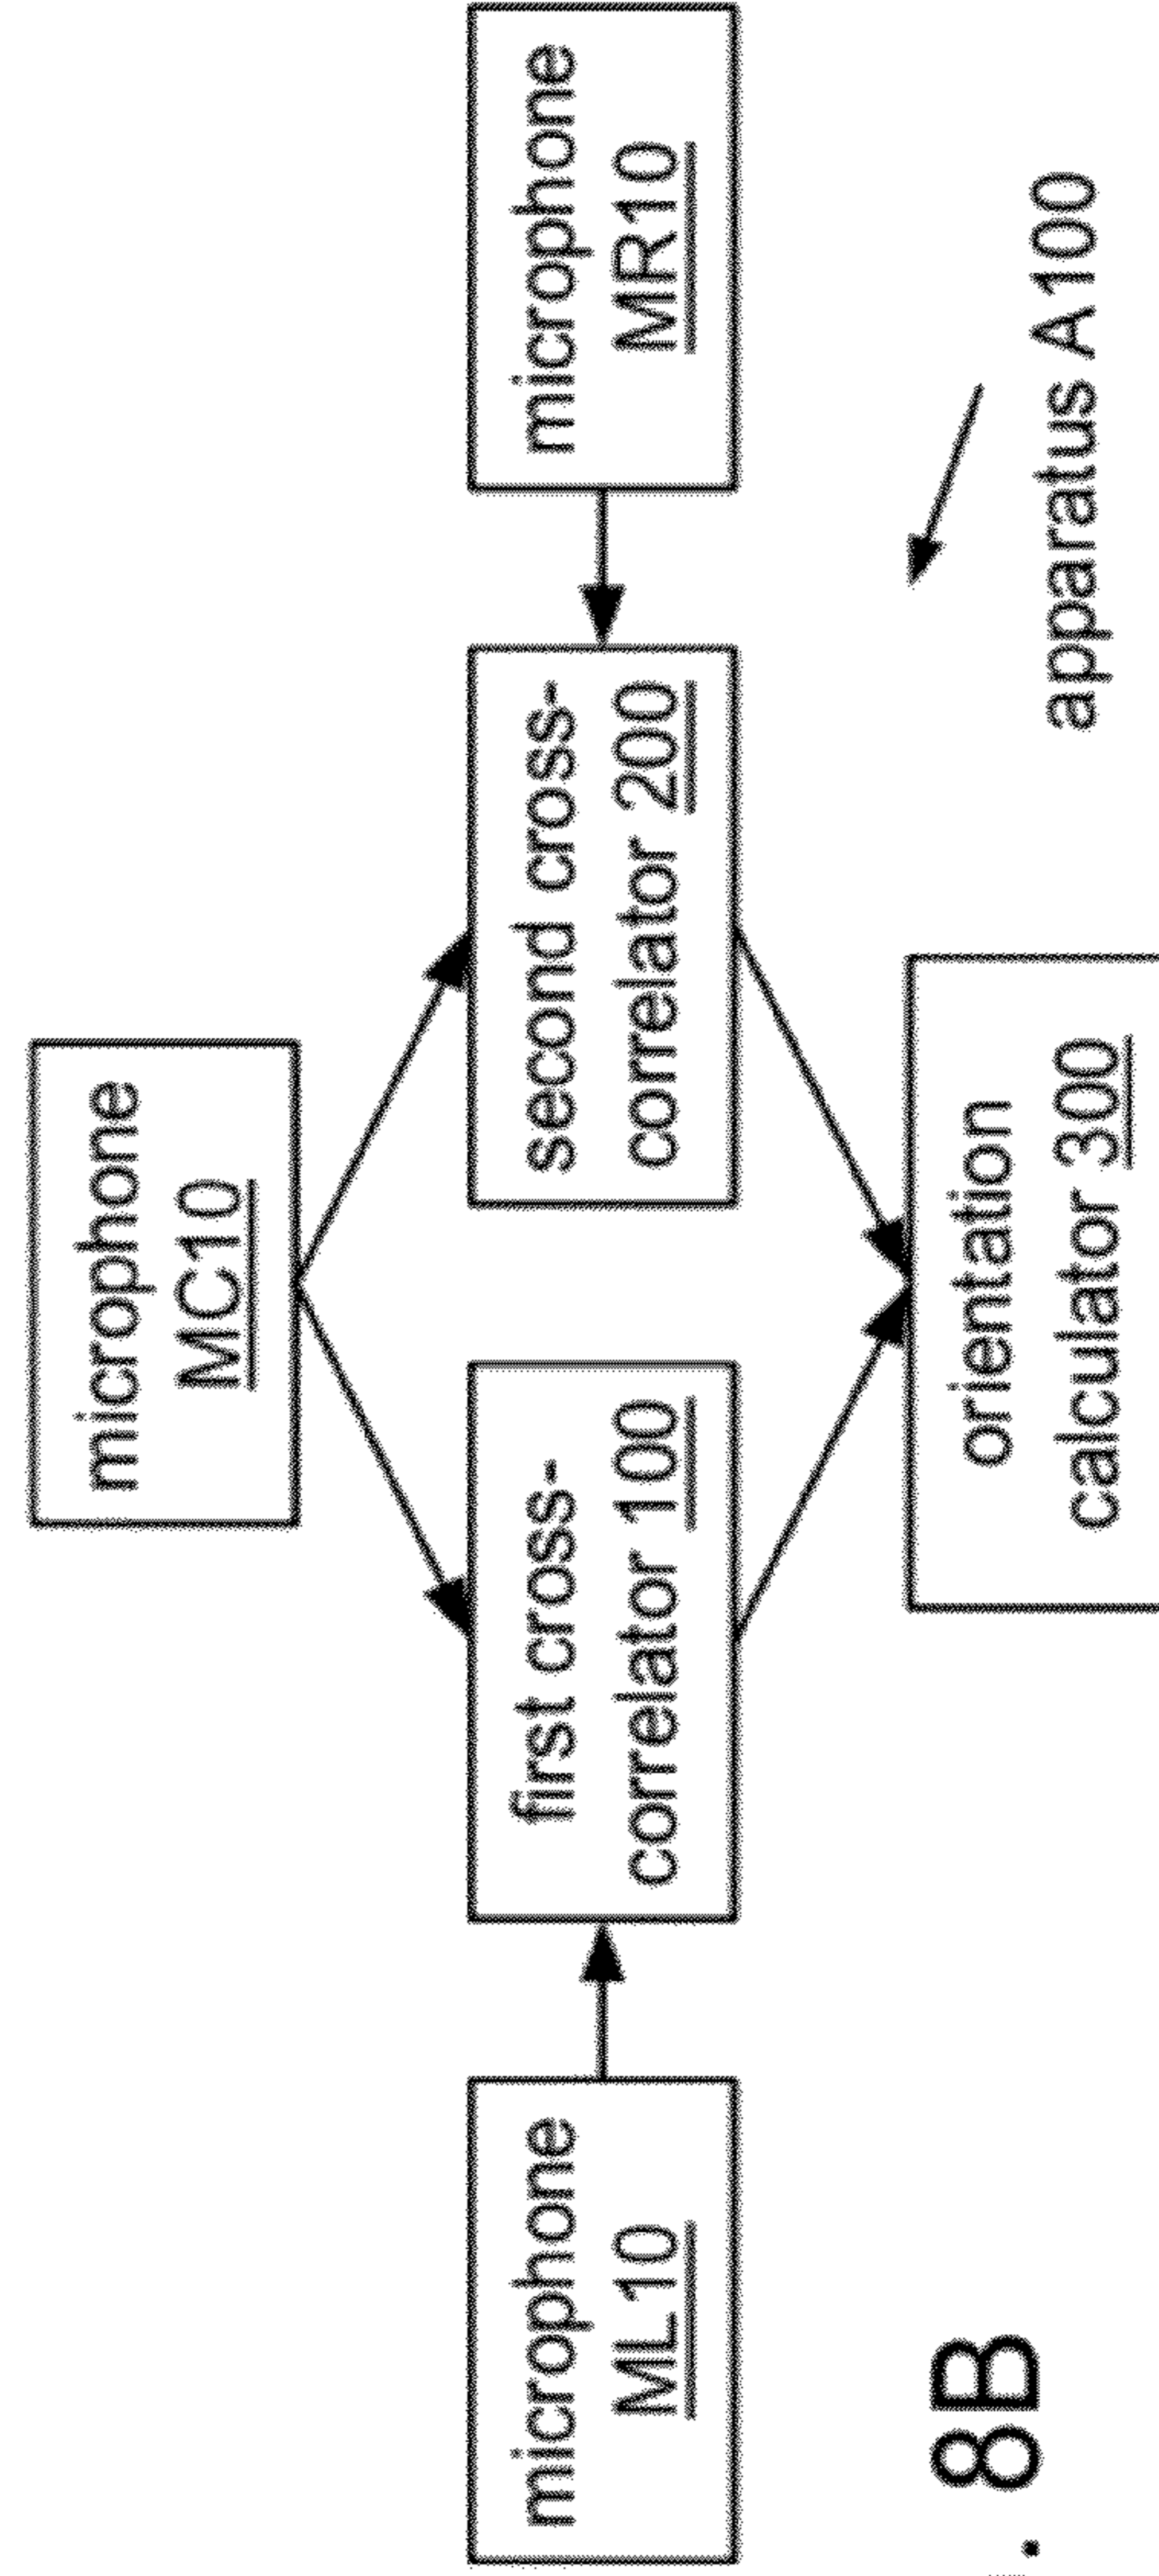 microphone
MC10
microphone
ML10
first cross-
correlator 100
second cross-
correlator 200
microphone
MR10
orientation
calculator 300
apparatus A100
. 8B